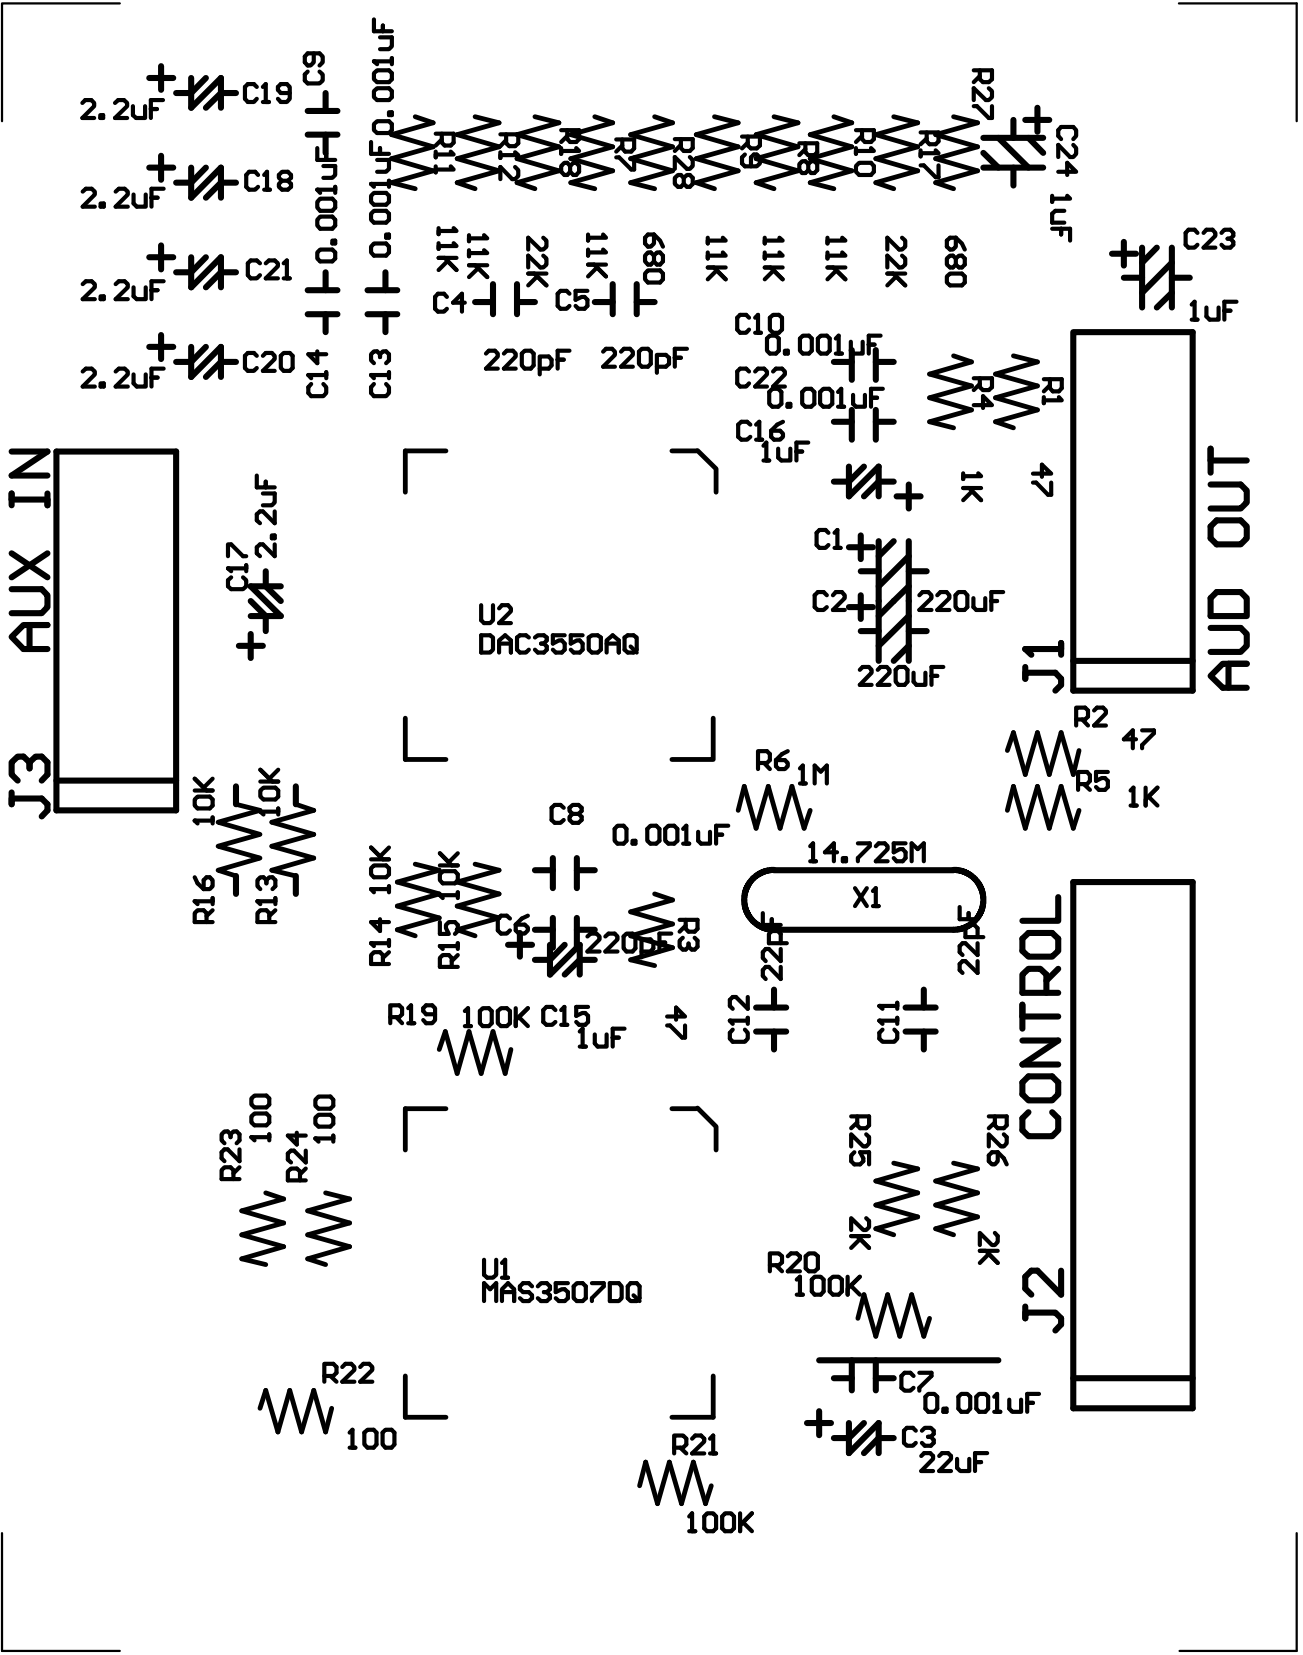 C9
0.001uF
R27
C19
2.2uF
C24
1uF
R11
R12
R18
R7
R28
R9
R8
R10
R17
C18
2.2uF
0.001uF
0.001uF
11K
11K
22K
11K
680
11K
11K
11K
22K
680
C23
1uF
C21
2.2uF
C4
220pF
C5
220pF
C10
0.001uF
C20
2.2uF
C14
C13
C22
0.001uF
R4
R1
C16
1uF
1K
47
AUX IN
J3
C17
2.2uF
C1
C2
220uF
220uF
U2
DAC3550AQ
AUD OUT
J1
R2
47
R6
1M
R5
1K
10K
10K
R16
R13
C8
0.001uF
14.725M
X1
10K
10K
R14
R15
C6
220pF
R3
22pF
22pF
C12
C11
R19
100K
C15
1uF
47
CONTROL
J2
R23
100
R24
100
R25
R26
2K
2K
U1
MAS3507DQ
R20
100K
R22
100
C7
0.001uF
C3
22uF
R21
100K